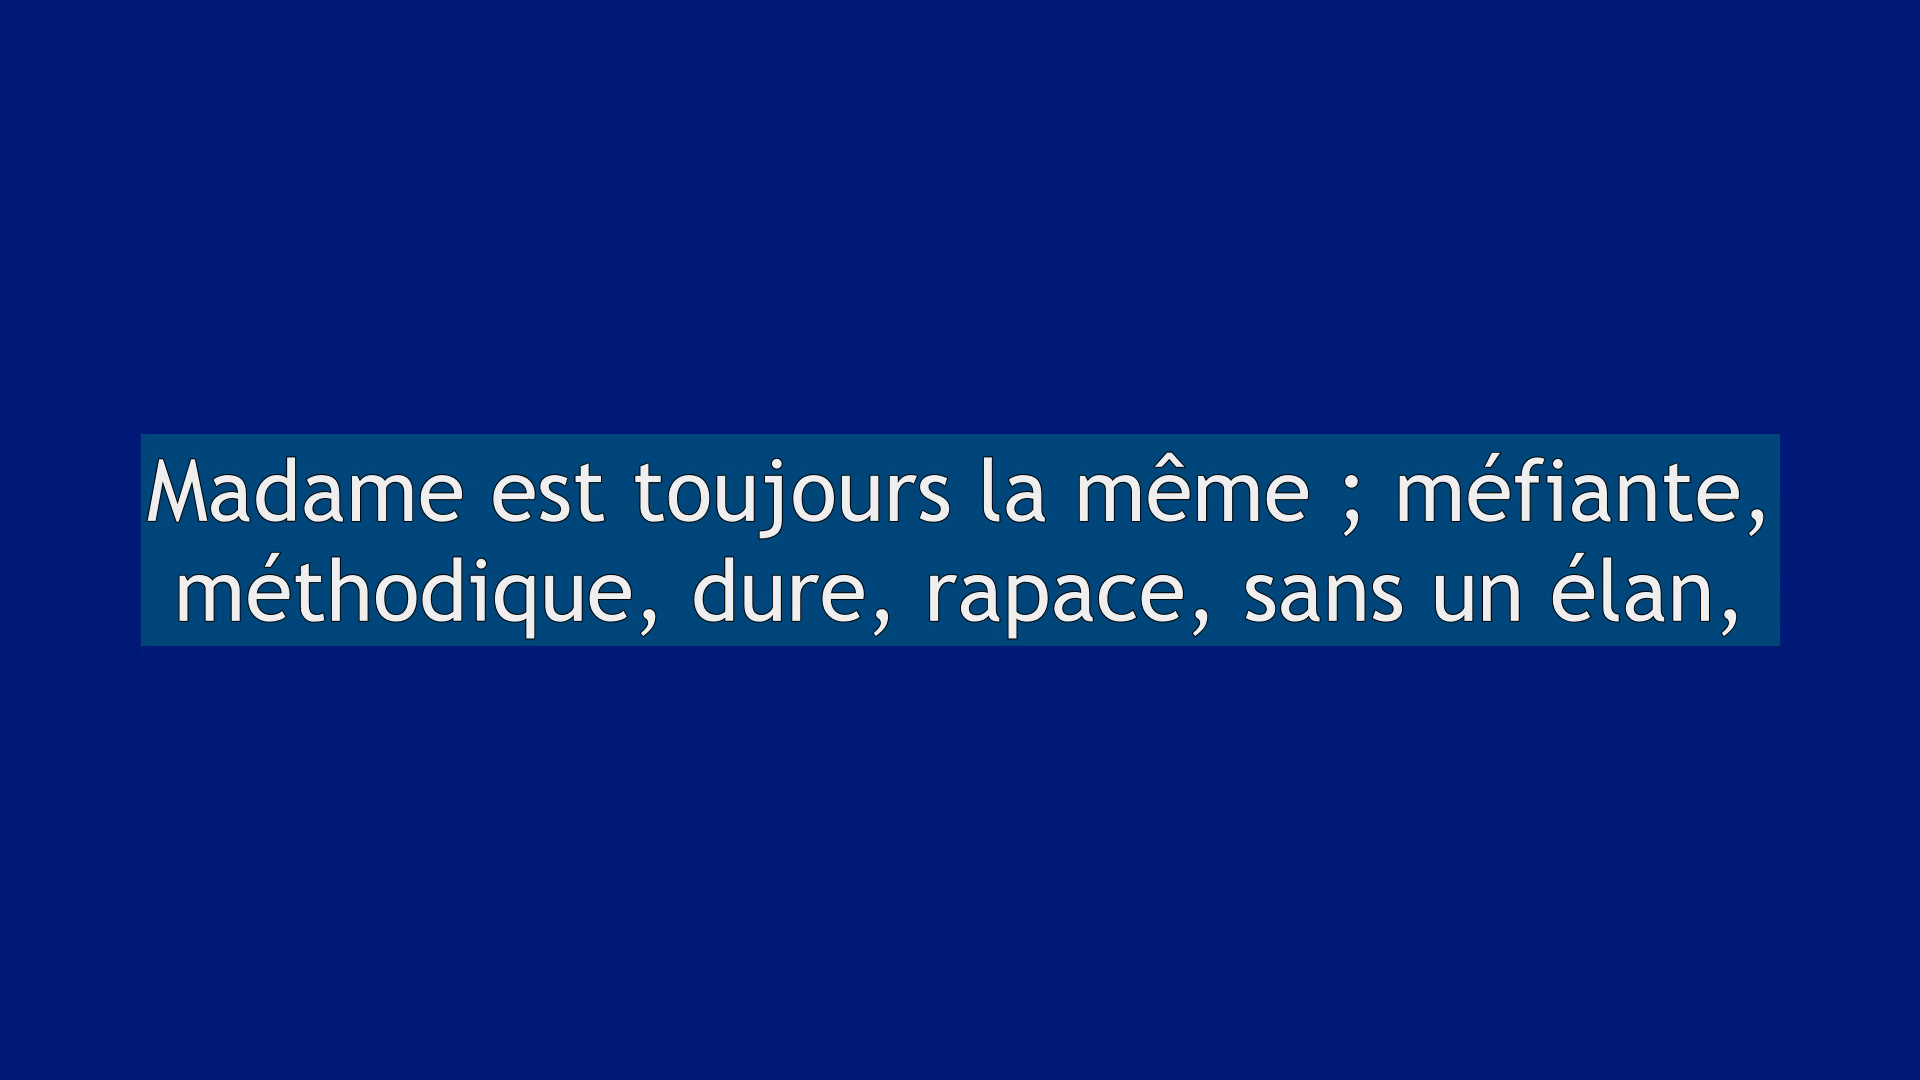 Madame est toujours la même ; méfiante,
méthodique, dure, rapace, sans un élan,